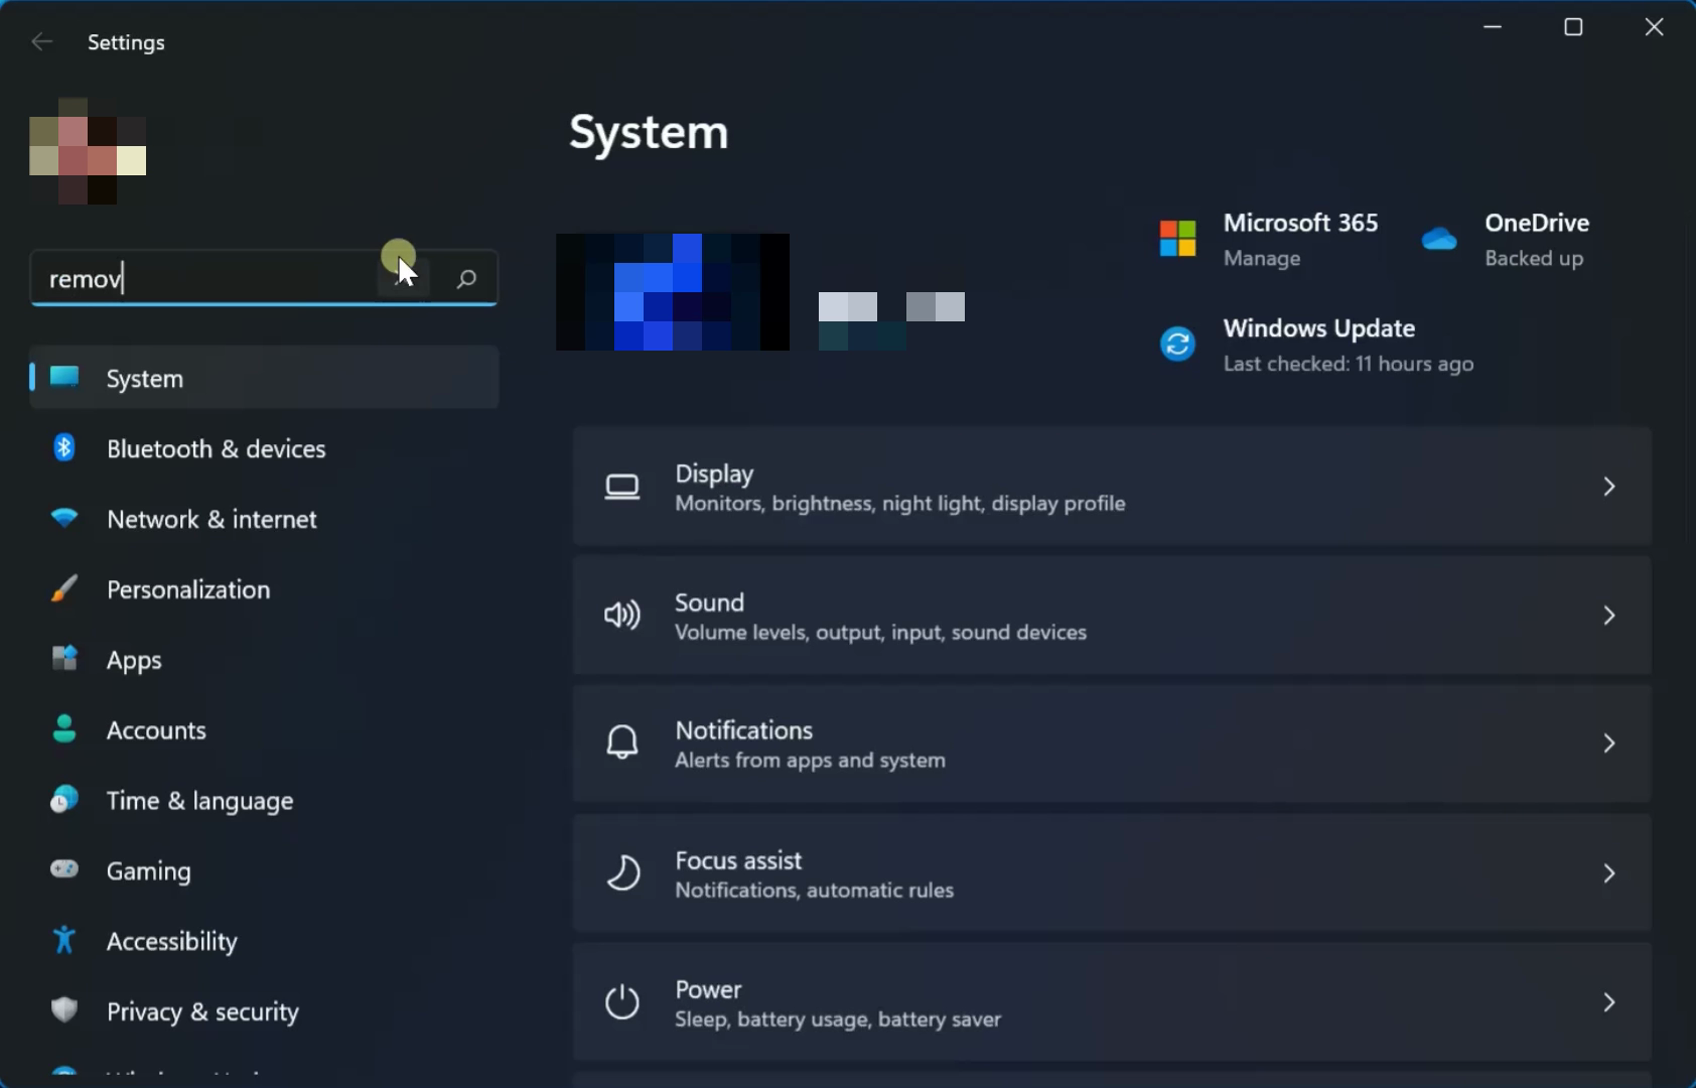 Settings
remov
System
Bluetooth & devices
Network & internet
Personalization
Apps
Accounts
Time & language
Gaming
Accessibility
Privacy & security
System
Microsoft 365
Manage
OneDrive
Backed up
Windows Update
Last checked: 11 hours ago
Display
Monitors, brightness, night light, display profile
Sound
Volume levels, output, input, sound devices
Notifications
Alerts from apps and system
Focus assist
Notifications, automatic rules
Power
Sleep, battery usage, battery saver